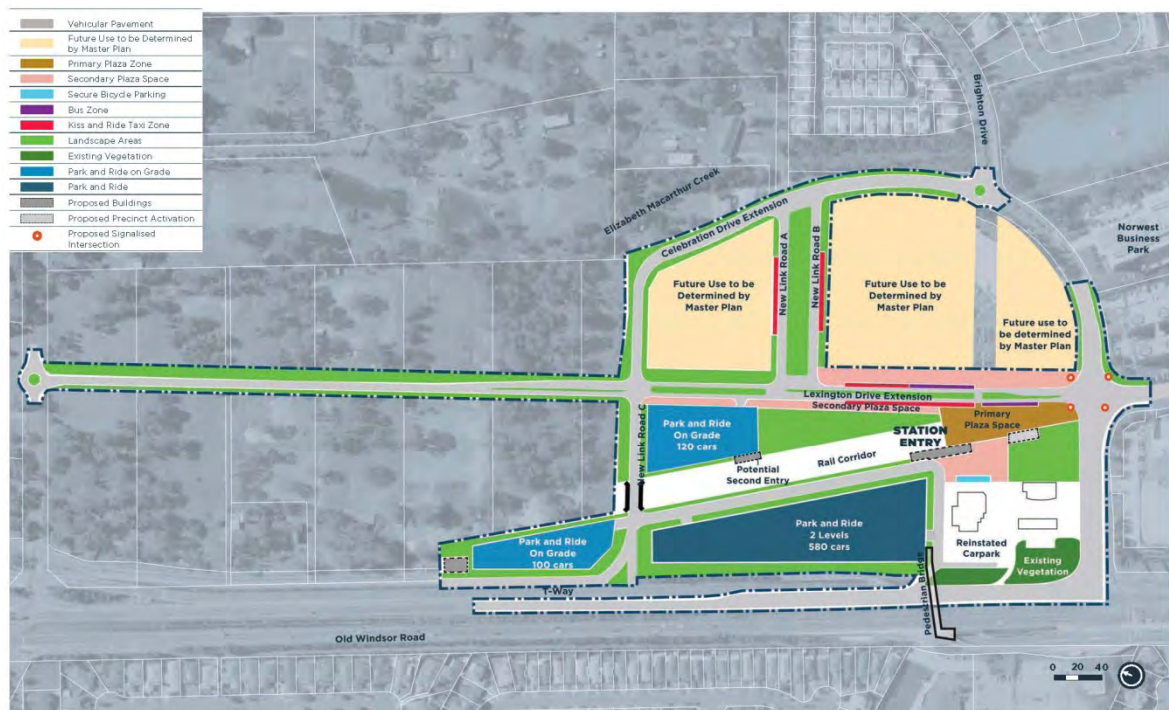 Vehicular Pavement
Future Use to be Determined
by Master Plan
Primary Plaza Zone
Secondary Plaza Space
Secure Bicycle Parking
Bus Zone
Kiss and Ride Taxi Zone
Landscape Areas
Existing Vegetation
Park and Ride on Grade
Park and Ride
Proposed Buildings
Proposed Precinct Activation
Proposed Signalised
Intersection
Brighton Drive
Elizabeth Macarthur Creek
Celebration Drive Extension
Norwest
Business
Park
New Link Road A
New Link Road B
Future Use to be
Determined by
Master Plan
Future Use to be
Determined by
Master Plan
Future use to
be determined
by Master Plan
Lexington Drive Extension
Secondary Plaza Space
New Link Road C
Park and Ride
On Grade
120 cars
STATION
ENTRY
Primary
Plaza Space
Rail Corridor
Potential
Second Entry
Park and Ride
On Grade
100 cars
Park and Ride
2 Levels
580 cars
Reinstated
Carpark
Existing
Vegetation
T-Way
Pedestrian Bridge
Old Windsor Road
0 20 40